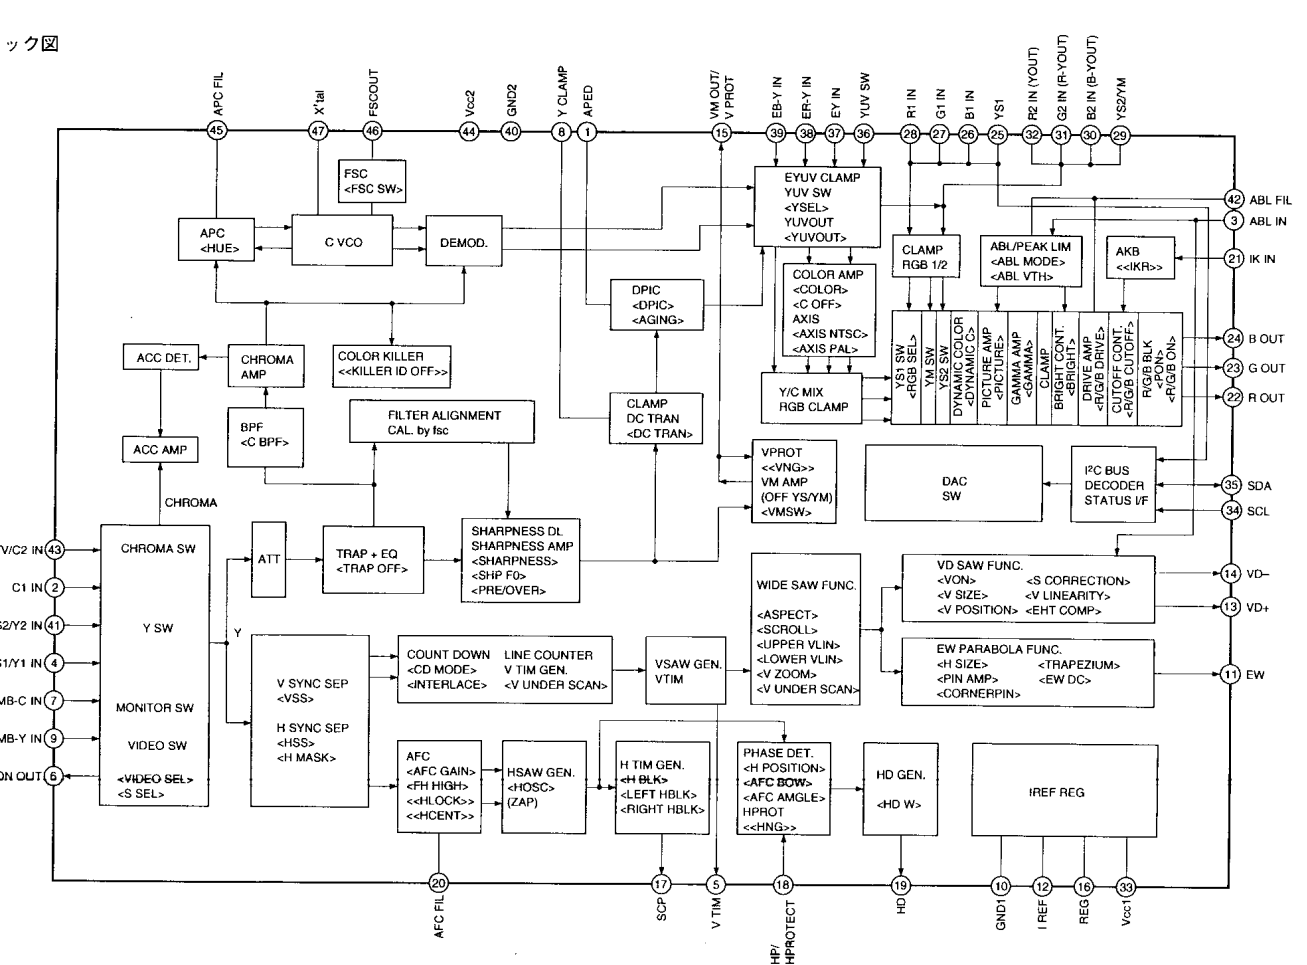 ック図
APC FIL
X'tal
FSCOUT
Vcc2
GND2
Y CLAMP
APED
VM OUT/
V PROT
EB-Y IN
ER-Y IN
EY IN
YUV SW
R1 IN
G1 IN
B1 IN
YS1
R2 IN (YOUT)
G2 IN (R-YOUT)
B2 IN (B-YOUT)
YS2/YM
45
47
46
44
40
8
1
15
39
38
37
36
28
27
26
25
32
31
30
29
FSC
<FSC SW>
APC
<HUE>
C VCO
DEMOD.
EYUV CLAMP
YUV SW
<YSEL>
YUVOUT
<YUVOUT>
42 ABL FIL
3 ABL IN
21 IK IN
CLAMP
RGB 1/2
ABL/PEAK LIM
<ABL MODE>
<ABL VTH>
AKB
<<IKR>>
DPIC
<DPIC>
<AGING>
COLOR AMP
<COLOR>
<C OFF>
AXIS
<AXIS NTSC>
<AXIS PAL>
ACC DET.
CHROMA
AMP
COLOR KILLER
<<KILLER ID OFF>>
YS1 SW
<RGB SEL>
YM SW
YS2 SW
DYNAMIC COLOR
<DYNAMIC C>
PICTURE AMP
<PICTURE>
GAMMA AMP
<GAMMA>
CLAMP
BRIGHT CONT.
<BRIGHT>
DRIVE AMP
<R/G/B DRIVE>
CUTOFF CONT.
<R/G/B CUTOFF>
R/G/B BLK
<PON>
<R/G/B ON>
24 B OUT
23 G OUT
22 R OUT
Y/C MIX
RGB CLAMP
BPF
<C BPF>
FILTER ALIGNMENT
CAL. by fsc
CLAMP
DC TRAN
<DC TRAN>
ACC AMP
CHROMA
VPROT
<<VNG>>
VM AMP
(OFF YS/YM)
<VMSW>
DAC
SW
I²C BUS
DECODER
STATUS I/F
35 SDA
34 SCL
V/C2 IN 43
C1 IN 2
S2/Y2 IN 41
S1/Y1 IN 4
MB-C IN 7
MB-Y IN 9
ON OUT 6
CHROMA SW
Y SW
MONITOR SW
VIDEO SW
<VIDEO SEL>
<S SEL>
ATT
TRAP + EQ
<TRAP OFF>
SHARPNESS DL
SHARPNESS AMP
<SHARPNESS>
<SHP F0>
<PRE/OVER>
WIDE SAW FUNC.
<ASPECT>
<SCROLL>
<UPPER VLIN>
<LOWER VLIN>
<V ZOOM>
<V UNDER SCAN>
VD SAW FUNC.
<VON> <S CORRECTION>
<V SIZE> <V LINEARITY>
<V POSITION> <EHT COMP>
14 VD–
13 VD+
Y
V SYNC SEP
<VSS>
H SYNC SEP
<HSS>
<H MASK>
COUNT DOWN LINE COUNTER
<CD MODE> V TIM GEN.
<INTERLACE> <V UNDER SCAN>
VSAW GEN.
VTIM
EW PARABOLA FUNC.
<H SIZE> <TRAPEZIUM>
<PIN AMP> <EW DC>
<CORNERPIN>
11 EW
AFC
<AFC GAIN>
<FH HIGH>
<<HLOCK>>
<<HCENT>>
HSAW GEN.
<HOSC>
(ZAP)
H TIM GEN.
<H BLK>
<LEFT HBLK>
<RIGHT HBLK>
PHASE DET.
<H POSITION>
<AFC BOW>
<AFC AMGLE>
HPROT
<<HNG>>
HD GEN.
<HD W>
IREF REG
20
17
5
18
19
10
12
16
33
AFC FIL
SCP
V TIM
HP/
HPROTECT
HD
GND1
I REF
REG
Vcc1